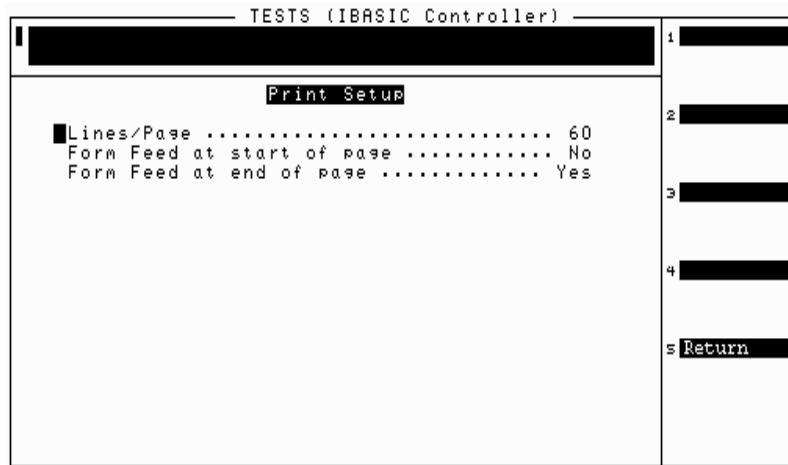 TESTS (IBASIC Controller)
1
Print Setup
2
Lines/Page ............................ 60
Form Feed at start of page ............ No
Form Feed at end of page ............. Yes
3
4
5 Return